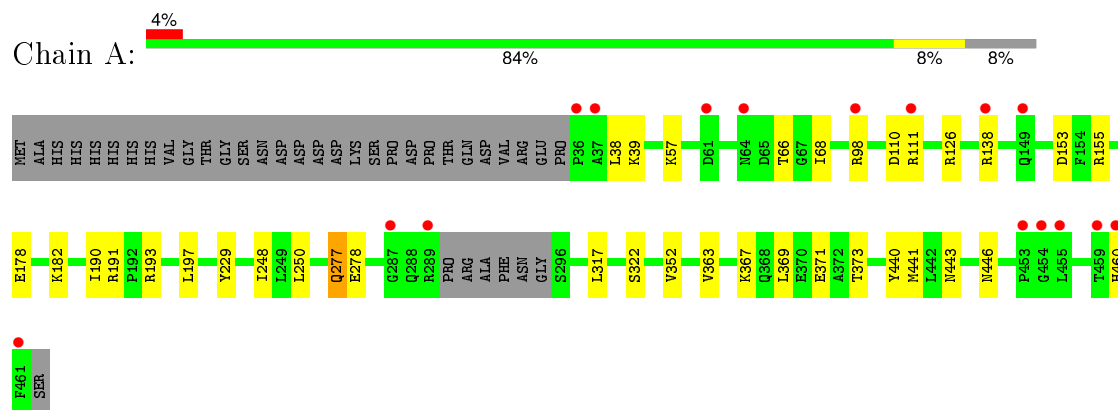 4%
Chain A:
84% 8% 8%
MET ALA HIS HIS HIS HIS HIS HIS VAL GLY THR GLY SER ASN ASP ASP ASP ASP LYS SER PRO ASP PRO THR GLN ASP VAL ARG GLU PRO P36 A37 L38 K39 K57 D61 N64 D65 T66 G67 I68 R98 D110 R111 R126 R138 Q149 D153 F154 R155
E178 K182 I190 R191 P192 R193 L197 Y229 I248 L249 L250 Q277 E278 G287 Q288 R289 PRO ARG ALA PHE ASN GLY S296 L317 S322 V352 V363 K367 Q368 L369 E370 E371 A372 T373 Y440 M441 L442 N443 N446 P453 G454 L455 T459
F461 SER